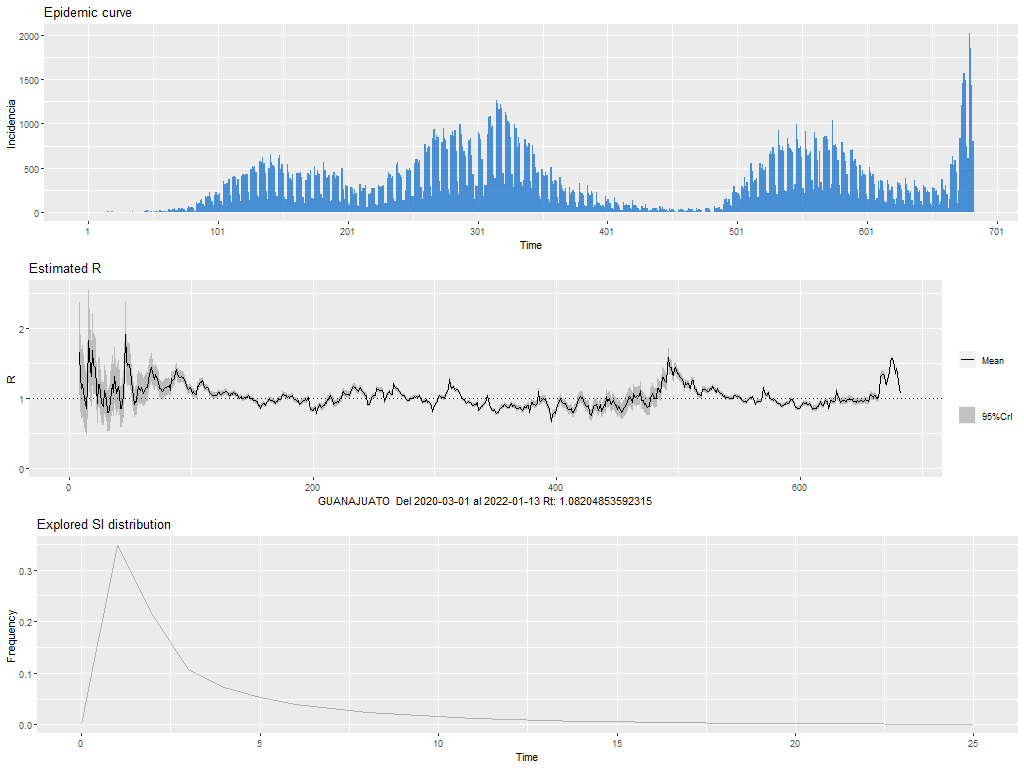 Epidemic curve
2000
1500
1000
500
0
Incidencia
1 101 201 301 401 501 601 701
Time
Estimated R
2
1
0
R
Mean
95%CrI
0 200 400 600
GUANAJUATO Del 2020-03-01 al 2022-01-13 Rt: 1.08204853592315
Explored SI distribution
0.3
0.2
0.1
0.0
Frequency
0 5 10 15 20 25
Time